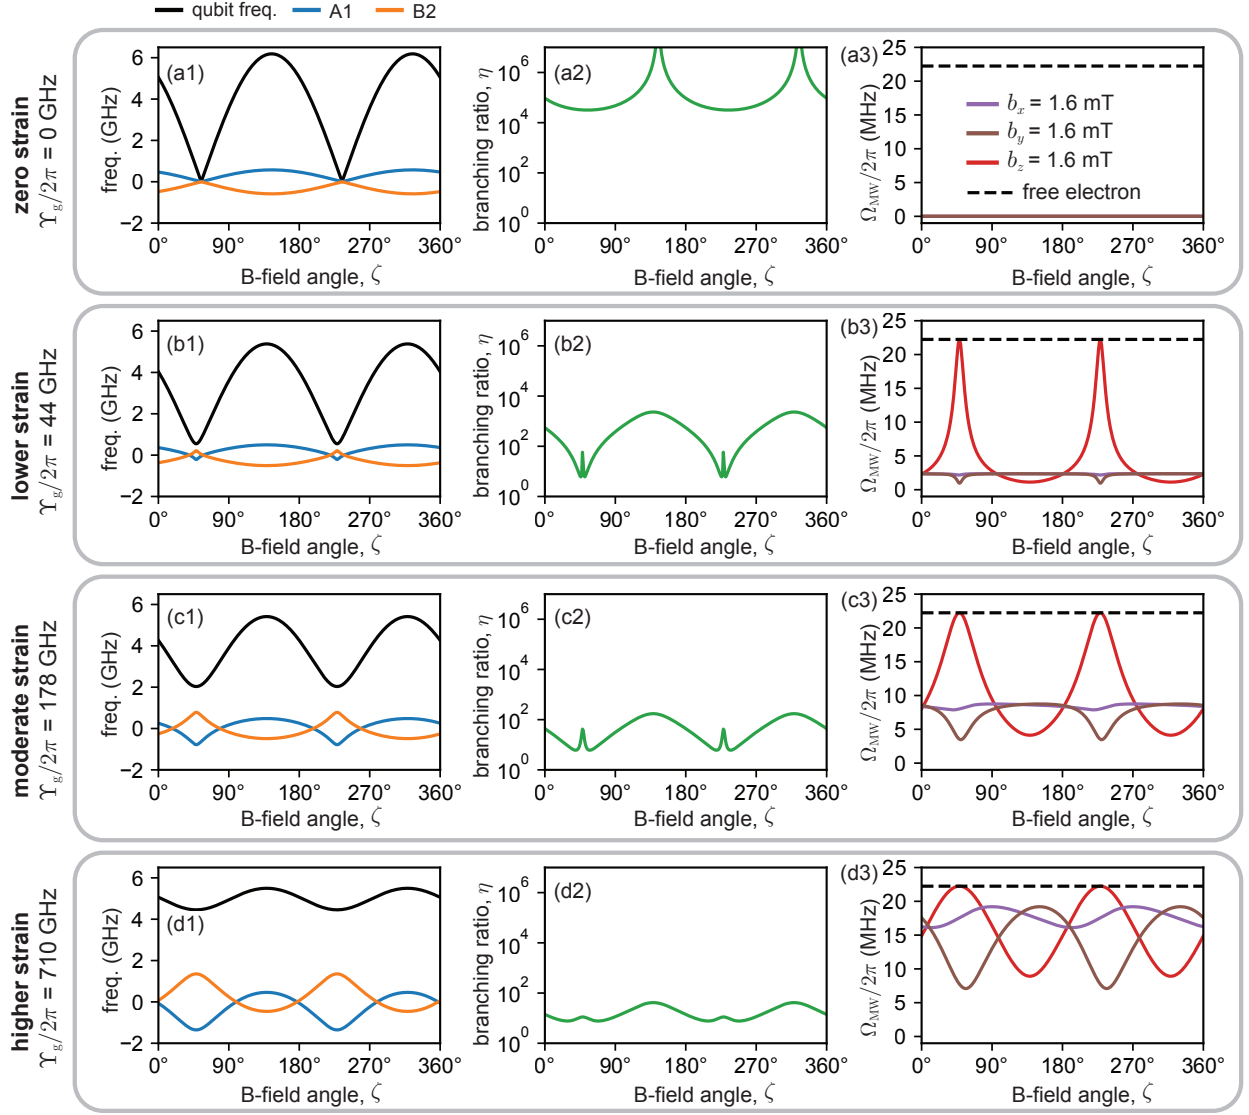 qubit freq. A1 B2
zero strain
ϒg/2π = 0 GHz
(a1)
freq. (GHz)
6
4
2
0
−2
0° 90° 180° 270° 360°
B-field angle, ζ
(a2)
branching ratio, η
10^6
10^4
10^2
10^0
0° 90° 180° 270° 360°
B-field angle, ζ
(a3)
Ω_MW/2π (MHz)
25
20
15
10
5
0
b_x = 1.6 mT
b_y = 1.6 mT
b_z = 1.6 mT
free electron
0° 90° 180° 270° 360°
B-field angle, ζ
lower strain
ϒg/2π = 44 GHz
(b1)
freq. (GHz)
6
4
2
0
−2
0° 90° 180° 270° 360°
B-field angle, ζ
(b2)
branching ratio, η
10^6
10^4
10^2
10^0
0° 90° 180° 270° 360°
B-field angle, ζ
(b3)
Ω_MW/2π (MHz)
25
20
15
10
5
0
0° 90° 180° 270° 360°
B-field angle, ζ
moderate strain
ϒg/2π = 178 GHz
(c1)
freq. (GHz)
6
4
2
0
−2
0° 90° 180° 270° 360°
B-field angle, ζ
(c2)
branching ratio, η
10^6
10^4
10^2
10^0
0° 90° 180° 270° 360°
B-field angle, ζ
(c3)
Ω_MW/2π (MHz)
25
20
15
10
5
0
0° 90° 180° 270° 360°
B-field angle, ζ
higher strain
ϒg/2π = 710 GHz
(d1)
freq. (GHz)
6
4
2
0
−2
0° 90° 180° 270° 360°
B-field angle, ζ
(d2)
branching ratio, η
10^6
10^4
10^2
10^0
0° 90° 180° 270° 360°
B-field angle, ζ
(d3)
Ω_MW/2π (MHz)
25
20
15
10
5
0
0° 90° 180° 270° 360°
B-field angle, ζ